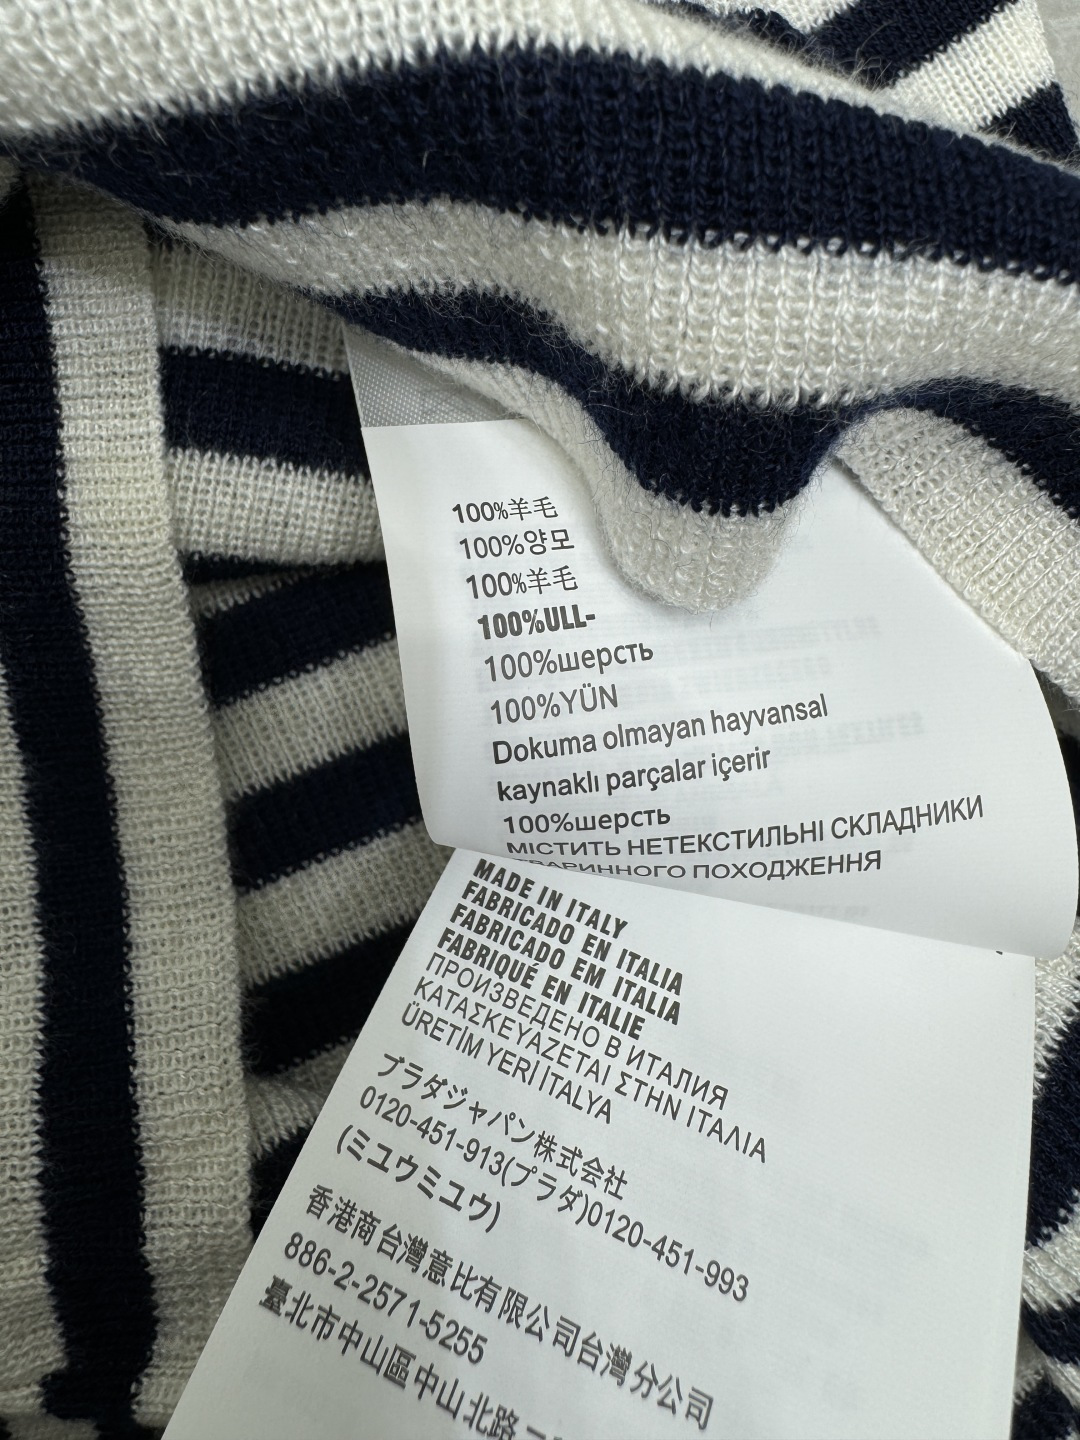 100%羊毛
100%양모
100%羊毛
100%ULL-
100%шерсть
100%YÜN
Dokuma olmayan hayvansal
kaynaklı parçalar içerir
100%шерсть
МІСТИТЬ НЕТЕКСТИЛЬНІ СКЛАДНИКИ
ТВАРИННОГО ПОХОДЖЕННЯ
MADE IN ITALY
FABRICADO EN ITALIA
FABRICADO EM ITALIA
FABRIQUÉ EN ITALIE
ПРОИЗВЕДЕНО В ИТАЛИЯ
ΚΑΤΑΣΚΕΥΑΖΕΤΑΙ ΣΤΗΝ ΙΤΑΛΙΑ
ÜRETİM YERİ İTALYA
プラダジャパン株式会社
0120-451-913(プラダ)0120-451-993
(ミユウミユウ)
香港商台灣意比有限公司台灣分公司
886-2-2571-5255
臺北市中山區中山北路一